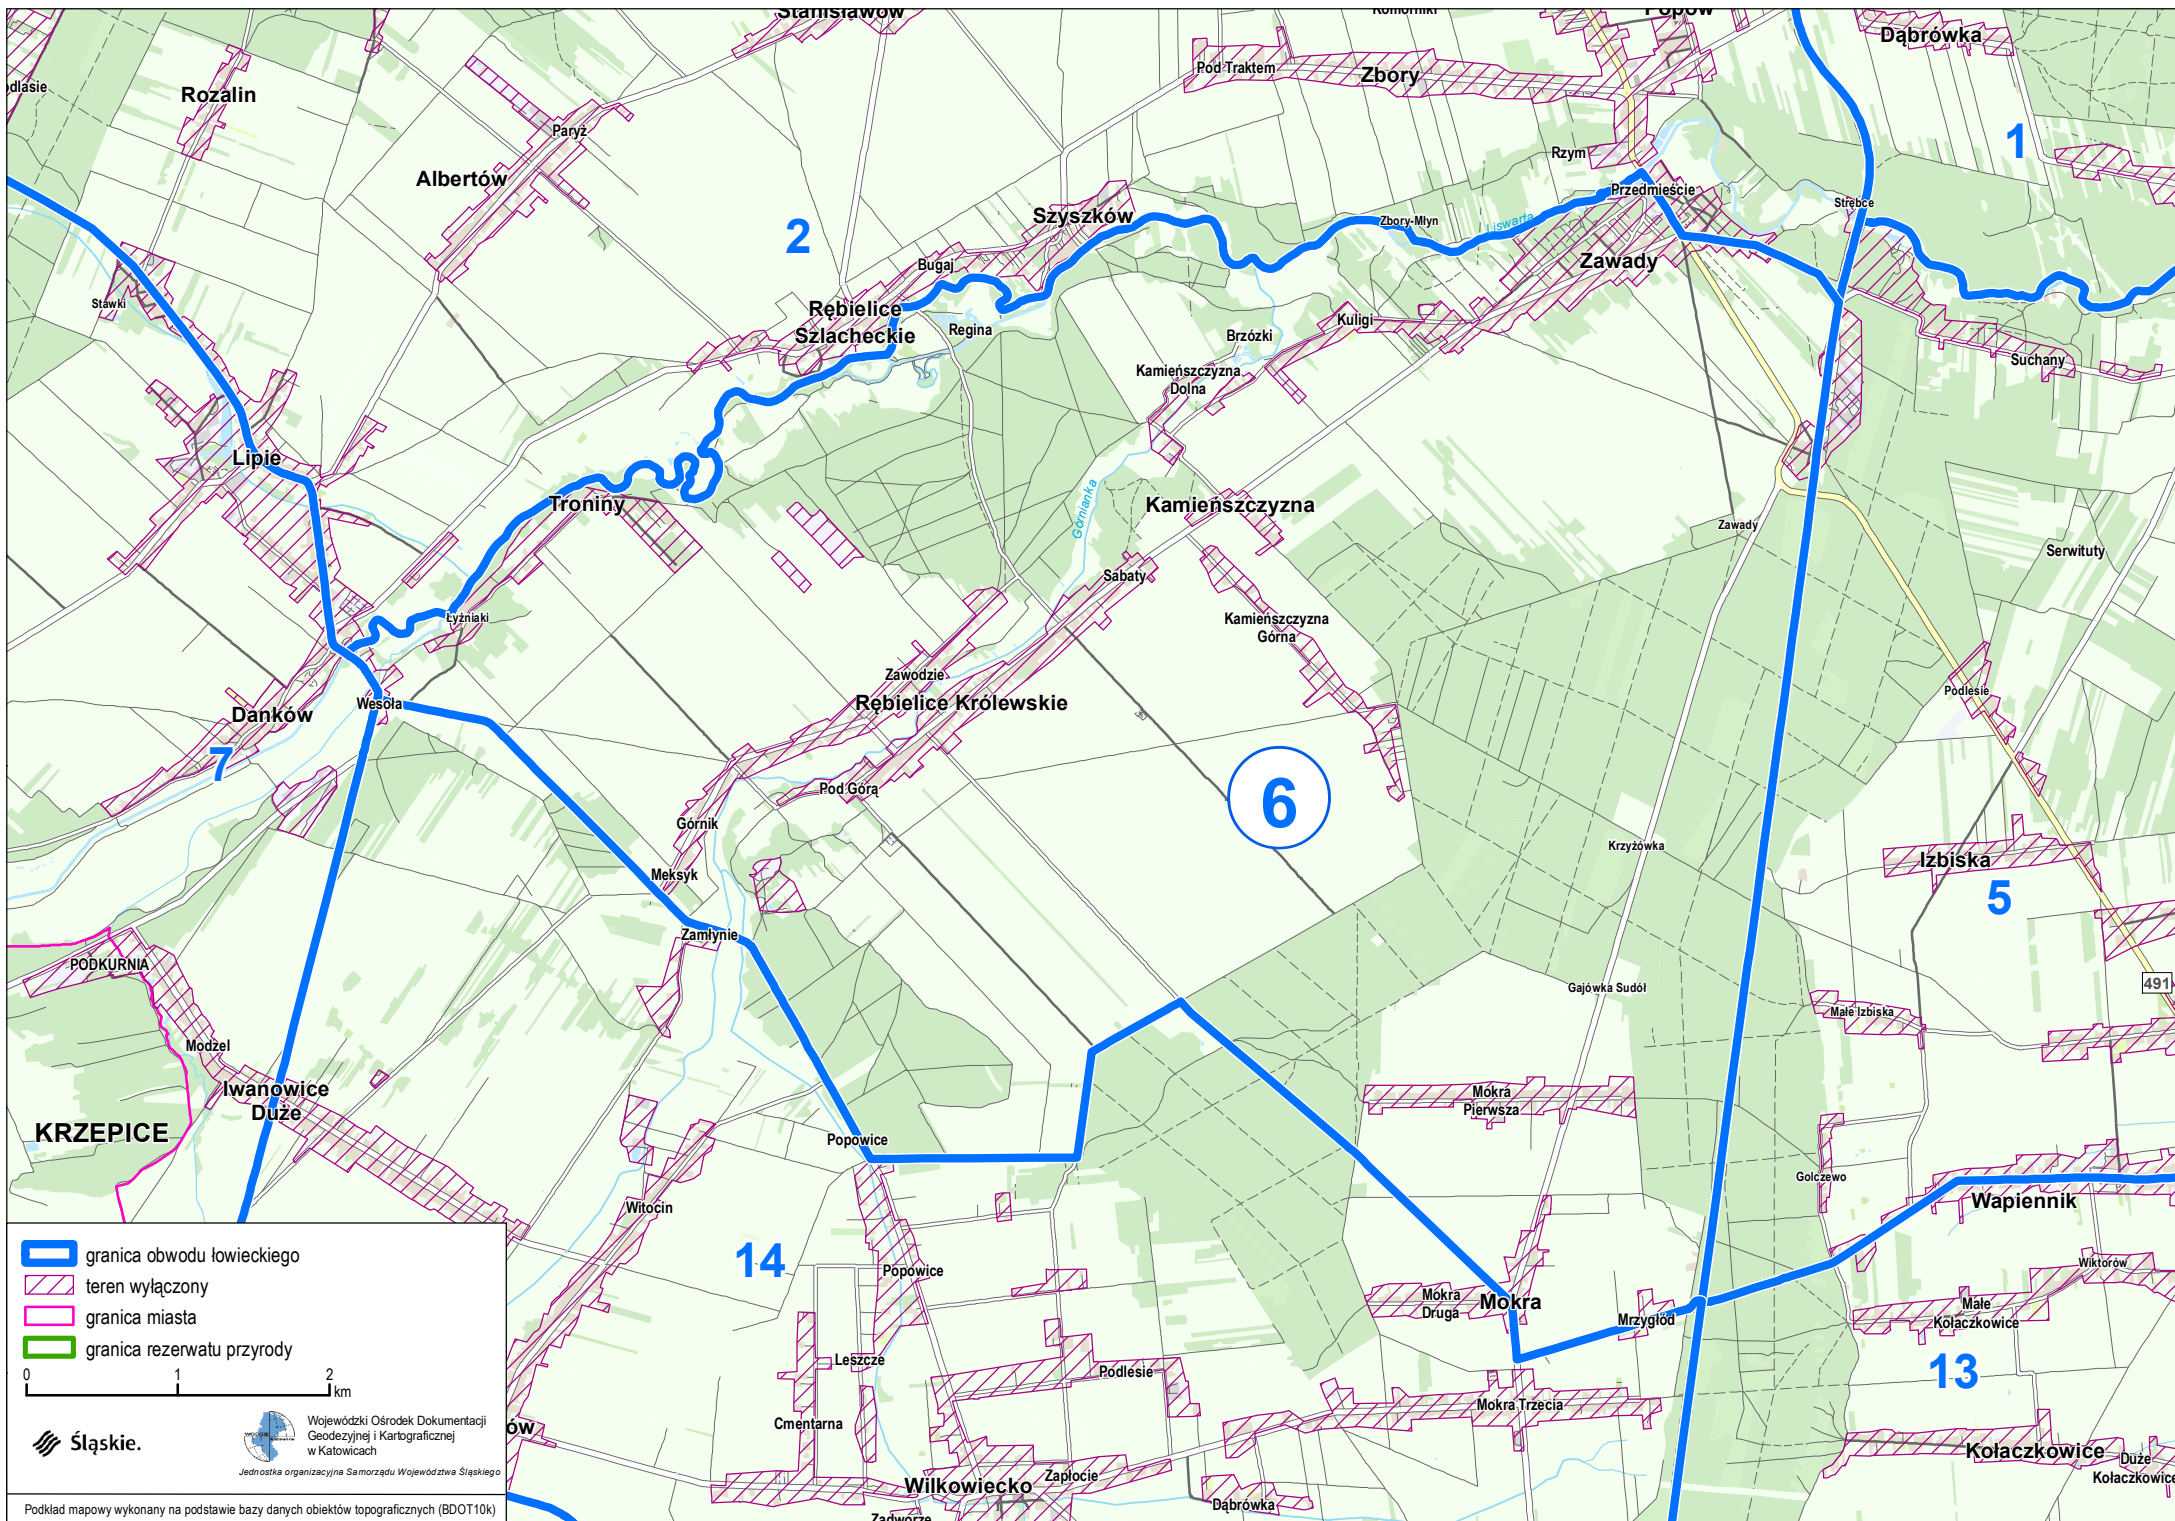 Stanisławów
Komorniki
Popów
Dąbrówka
Rozalin
Pod Traktem
Zbory
Paryż
Albertów
Rzym
1
Przedmieście
Szyszków
Strębce
2
Zbory-Młyn
Liswarta
Bugaj
Zawady
Stawki
Rębielice
Szlacheckie
Regina
Kuligi
Brzózki
Suchany
Kamieńszczyzna
Dolna
Lipie
Troniny
Górnianka
Kamieńszczyzna
Zawady
Serwituty
Sabaty
Łyźniaki
Kamieńszczyzna
Górna
Zawodzie
Podlesie
Rębielice Królewskie
Wesoła
Danków
7
Pod Górą
6
Górnik
Krzyżówka
Izbiska
Meksyk
5
Zamłynie
PODKURNIA
491
Gajówka Sudół
Małe Izbiska
Modzel
Iwanowice
Duże
Mokra
Pierwsza
KRZEPICE
Popowice
Golczewo
Wapiennik
Witocin
14
Popowice
Wiktorów
Mokra
Druga
Mokra
Mrzygłód
Małe
Kołaczkowice
Leszcze
Podlesie
13
Mokra Trzecia
Cmentarna
Kołaczkowice
Duże
Kołaczkowice
Zapłocie
Wilkowiecko
Dąbrówka
Zadworze
granica obwodu łowieckiego
teren wyłączony
granica miasta
granica rezerwatu przyrody
0 1 2
km
Śląskie.
Wojewódzki Ośrodek Dokumentacji
Geodezyjnej i Kartograficznej
w Katowicach
Jednostka organizacyjna Samorządu Województwa Śląskiego
Podkład mapowy wykonany na podstawie bazy danych obiektów topograficznych (BDOT10k)